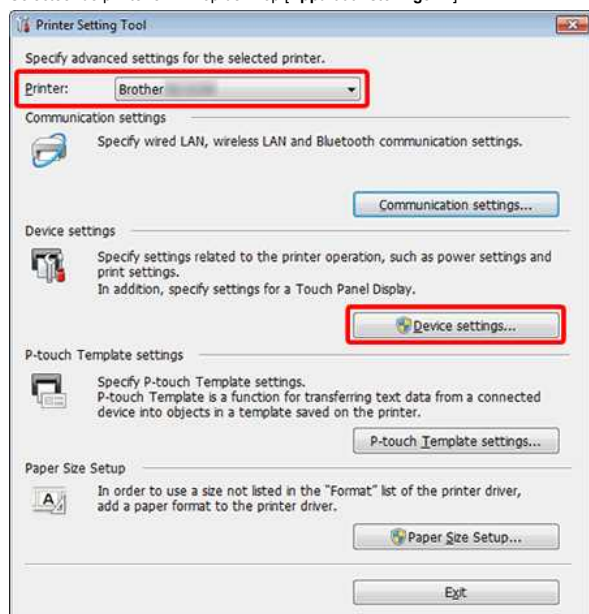 Printer Setting Tool
Specify advanced settings for the selected printer.
Printer: Brother
Communication settings
Specify wired LAN, wireless LAN and Bluetooth communication settings.
Communication settings...
Device settings
Specify settings related to the printer operation, such as power settings and
print settings.
In addition, specify settings for a Touch Panel Display.
Device settings...
P-touch Template settings
Specify P-touch Template settings.
P-touch Template is a function for transferring text data from a connected
device into objects in a template saved on the printer.
P-touch Template settings...
Paper Size Setup
In order to use a size not listed in the "Format" list of the printer driver,
add a paper format to the printer driver.
Paper Size Setup...
Exit